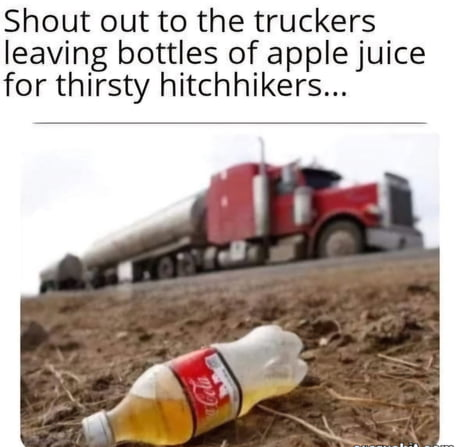 Shout out to the truckers
leaving bottles of apple juice
for thirsty hitchhikers...